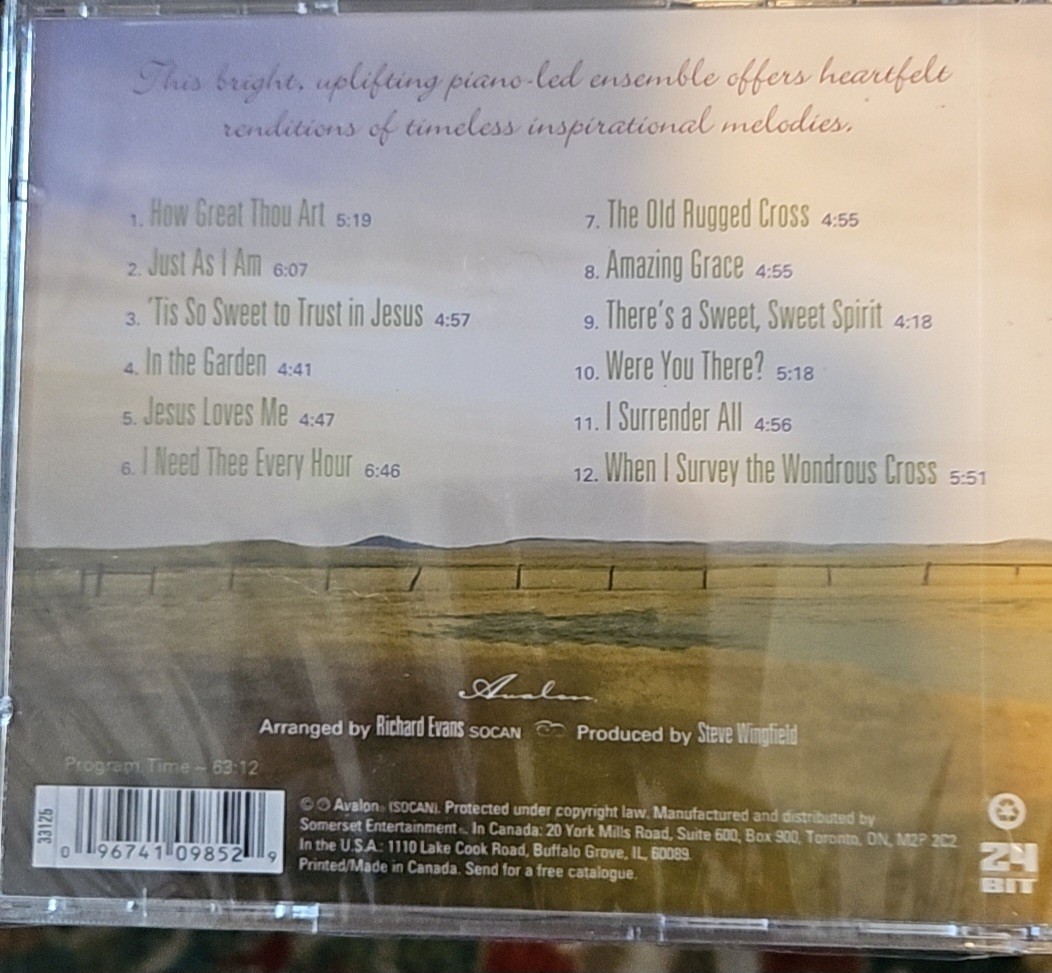 This bright, uplifting piano-led ensemble offers heartfelt
renditions of timeless inspirational melodies.
1. How Great Thou Art 5:19
2. Just As I Am 6:07
3. 'Tis So Sweet to Trust in Jesus 4:57
4. In the Garden 4:41
5. Jesus Loves Me 4:47
6. I Need Thee Every Hour 6:46
7. The Old Rugged Cross 4:55
8. Amazing Grace 4:55
9. There's a Sweet, Sweet Spirit 4:18
10. Were You There? 5:18
11. I Surrender All 4:56
12. When I Survey the Wondrous Cross 5:51
Avalon
Arranged by Richard Evans SOCAN Produced by Steve Wingfield
Program Time – 63:12
33125
0 96741 09852 9
© ℗ Avalon (SOCAN). Protected under copyright law. Manufactured and distributed by
Somerset Entertainment. In Canada: 20 York Mills Road, Suite 600, Box 900, Toronto, ON, M2P 2C2
In the U.S.A.: 1110 Lake Cook Road, Buffalo Grove, IL, 60089.
Printed/Made in Canada. Send for a free catalogue.
24
BIT